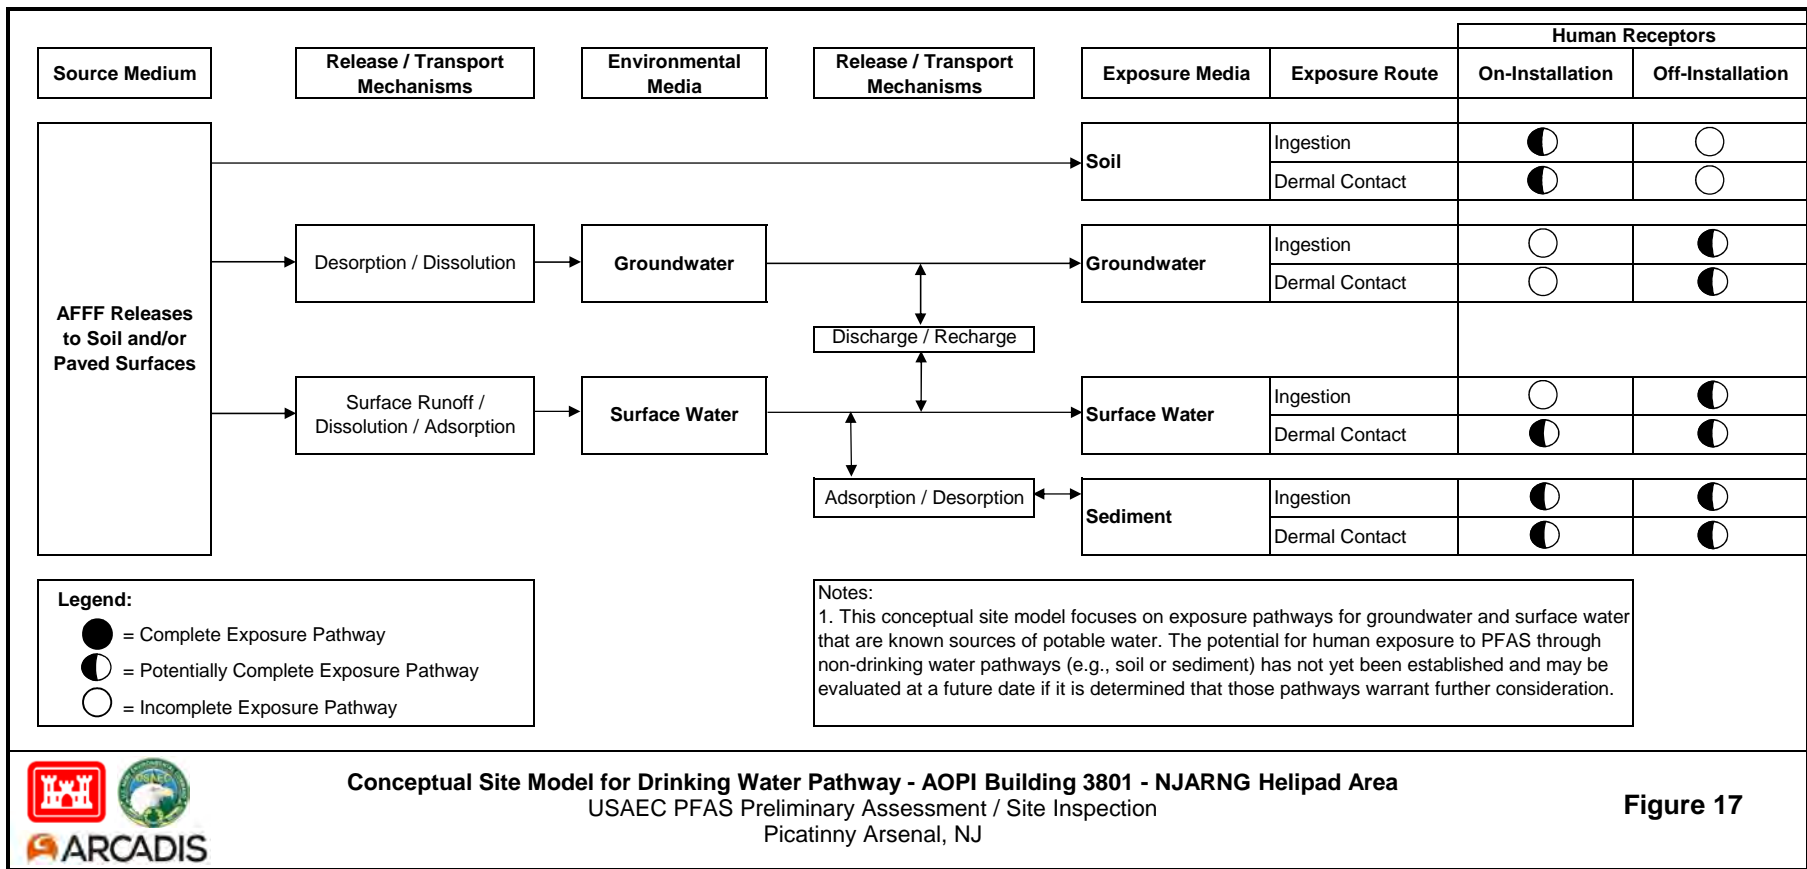 Human Receptors
Source Medium
Release / Transport
Mechanisms
Environmental
Media
Release / Transport
Mechanisms
Exposure Media
Exposure Route
On-Installation
Off-Installation
AFFF Releases
to Soil and/or
Paved Surfaces
Soil
Ingestion
Dermal Contact
Desorption / Dissolution
Groundwater
Groundwater
Ingestion
Dermal Contact
Discharge / Recharge
Surface Runoff /
Dissolution / Adsorption
Surface Water
Surface Water
Ingestion
Dermal Contact
Adsorption / Desorption
Sediment
Ingestion
Dermal Contact
Legend:
= Complete Exposure Pathway
= Potentially Complete Exposure Pathway
= Incomplete Exposure Pathway
Notes:
1. This conceptual site model focuses on exposure pathways for groundwater and surface water
that are known sources of potable water. The potential for human exposure to PFAS through
non-drinking water pathways (e.g., soil or sediment) has not yet been established and may be
evaluated at a future date if it is determined that those pathways warrant further consideration.
USAEC
ARCADIS
Conceptual Site Model for Drinking Water Pathway - AOPI Building 3801 - NJARNG Helipad Area
USAEC PFAS Preliminary Assessment / Site Inspection
Picatinny Arsenal, NJ
Figure 17